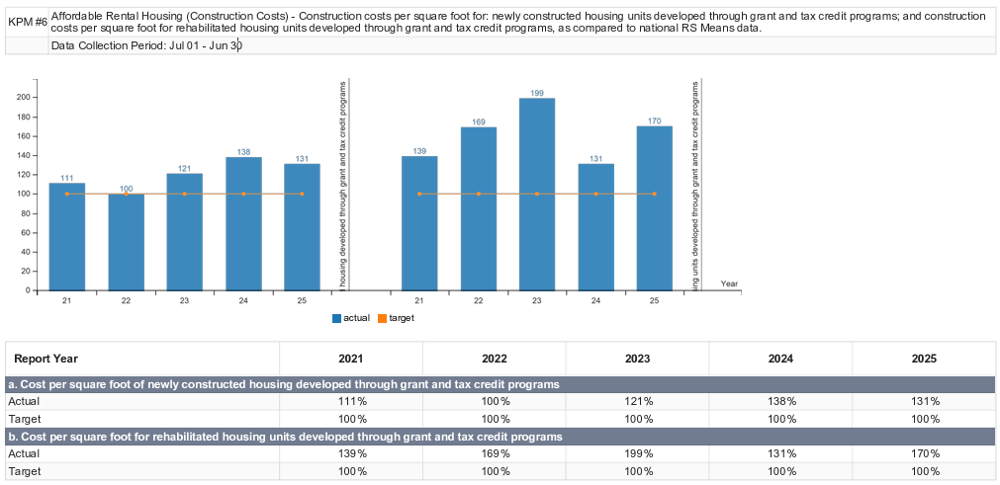 KPM #6
Affordable Rental Housing (Construction Costs) - Construction costs per square foot for: newly constructed housing units developed through grant and tax credit programs; and construction
costs per square foot for rehabilitated housing units developed through grant and tax credit programs, as compared to national RS Means data.
Data Collection Period: Jul 01 - Jun 30
200
180
160
140
120
100
80
60
40
20
0
111
100
121
138
131
21
22
23
24
25
housing developed through grant and tax credit programs
139
169
199
131
170
21
22
23
24
25
units developed through grant and tax credit programs
Year
actual target
Report Year 2021 2022 2023 2024 2025
a. Cost per square foot of newly constructed housing developed through grant and tax credit programs
Actual 111% 100% 121% 138% 131%
Target 100% 100% 100% 100% 100%
b. Cost per square foot for rehabilitated housing units developed through grant and tax credit programs
Actual 139% 169% 199% 131% 170%
Target 100% 100% 100% 100% 100%